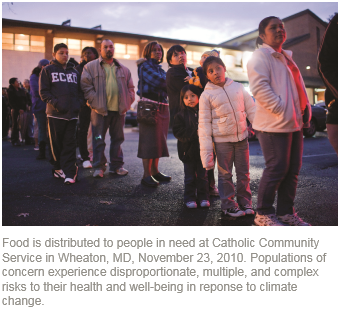 ECKO
Food is distributed to people in need at Catholic Community
Service in Wheaton, MD, November 23, 2010. Populations of
concern experience disproportionate, multiple, and complex
risks to their health and well-being in reponse to climate
change.